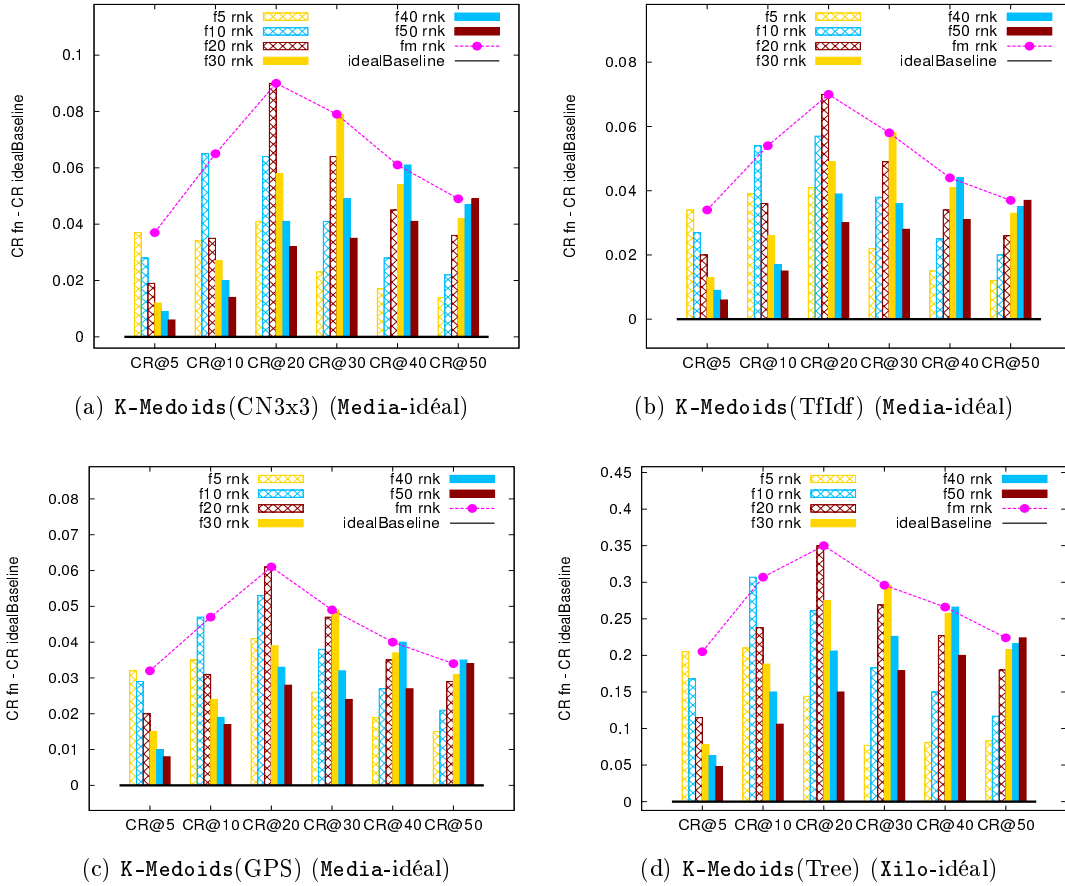 f5 rnk
f10 rnk
f20 rnk
f30 rnk
f40 rnk
f50 rnk
fm rnk
idealBaseline
CR fn - CR idealBaseline
0.1
0.08
0.06
0.04
0.02
0
CR@5 CR@10 CR@20 CR@30 CR@40 CR@50
(a) K-Medoids(CN3x3) (Media-idéal)
f5 rnk
f10 rnk
f20 rnk
f30 rnk
f40 rnk
f50 rnk
fm rnk
idealBaseline
CR fn - CR idealBaseline
0.08
0.06
0.04
0.02
0
CR@5 CR@10 CR@20 CR@30 CR@40 CR@50
(b) K-Medoids(TfIdf) (Media-idéal)
f5 rnk
f10 rnk
f20 rnk
f30 rnk
f40 rnk
f50 rnk
fm rnk
idealBaseline
CR fn - CR idealBaseline
0.08
0.07
0.06
0.05
0.04
0.03
0.02
0.01
0
CR@5 CR@10 CR@20 CR@30 CR@40 CR@50
(c) K-Medoids(GPS) (Media-idéal)
f5 rnk
f10 rnk
f20 rnk
f30 rnk
f40 rnk
f50 rnk
fm rnk
idealBaseline
CR fn - CR idealBaseline
0.45
0.4
0.35
0.3
0.25
0.2
0.15
0.1
0.05
0
CR@5 CR@10 CR@20 CR@30 CR@40 CR@50
(d) K-Medoids(Tree) (Xilo-idéal)